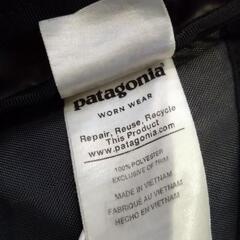 patagonia®
WORN WEAR
Repair, Reuse, Recycle
This Product
www.patagonia.com
100% POLYESTER
EXCLUSIVE OF TRIM
MADE IN VIETNAM
FABRIQUÉ AU VIETNAM
HECHO EN VIETNAM